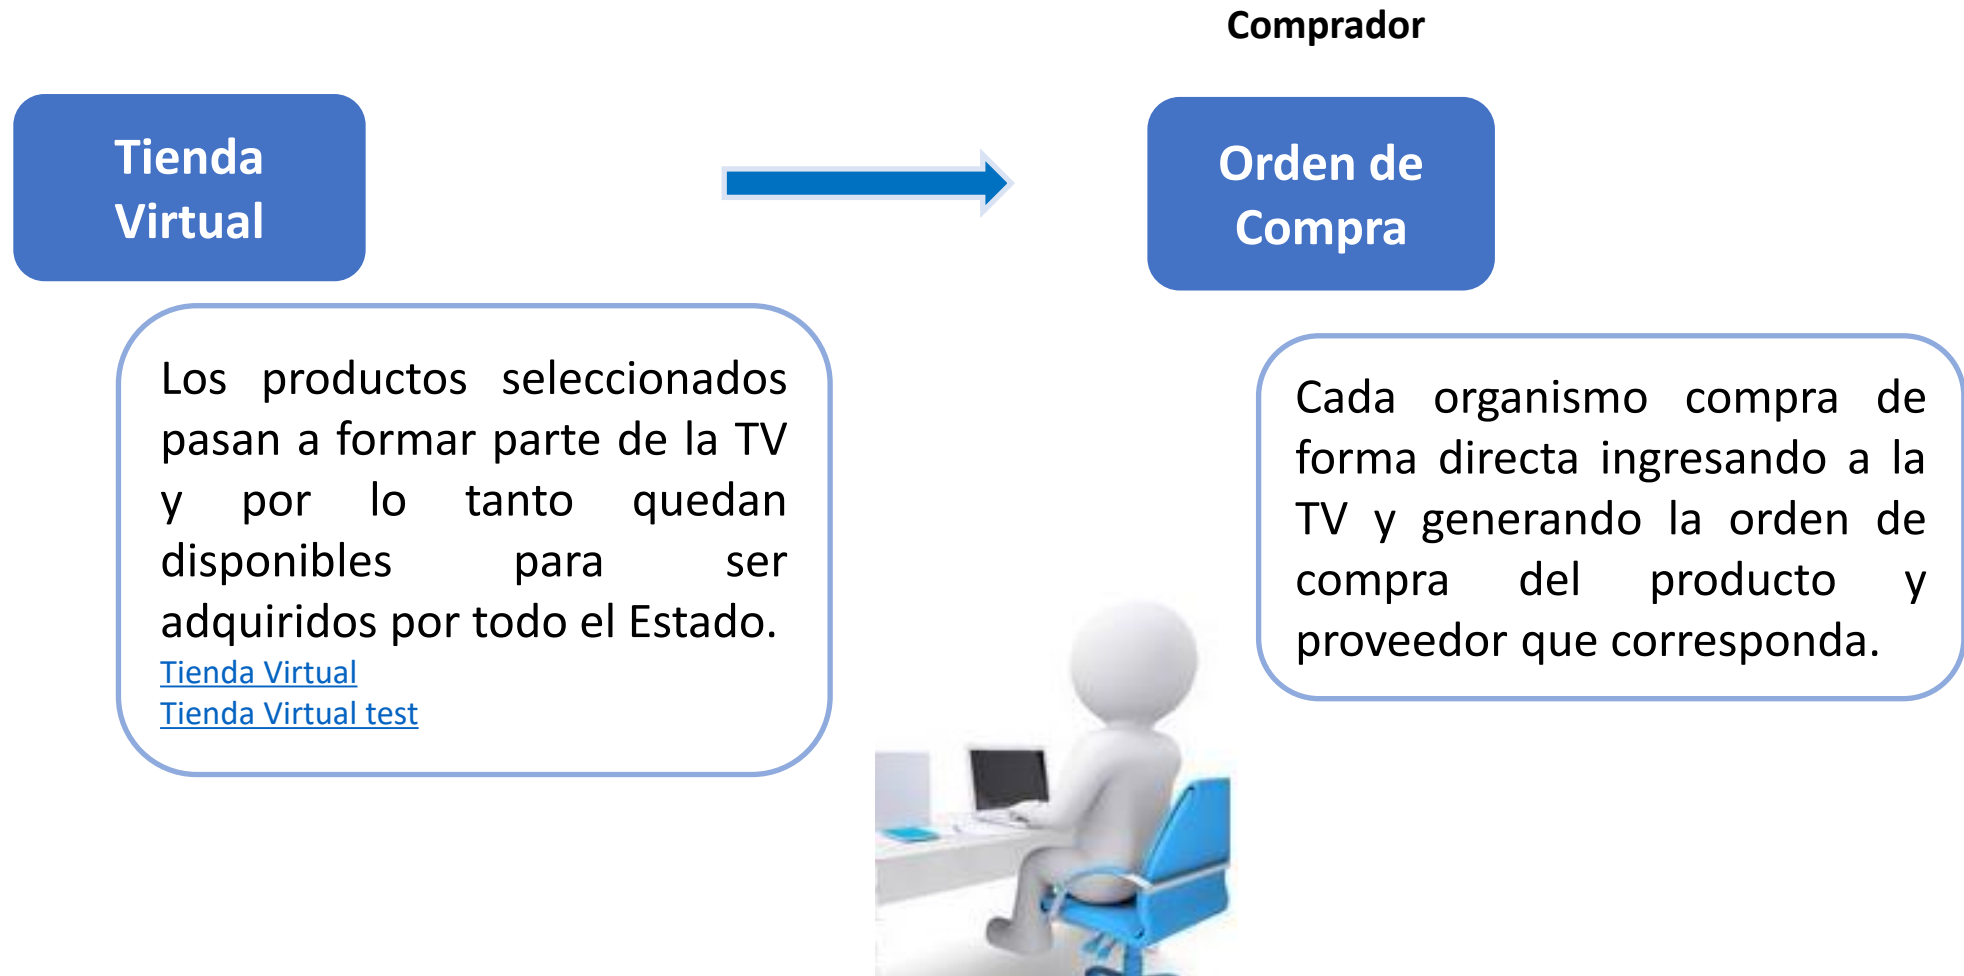 Comprador
Tienda
Virtual
Orden de
Compra
Los productos seleccionados
pasan a formar parte de la TV
y por lo tanto quedan
disponibles para ser
adquiridos por todo el Estado.
Tienda Virtual
Tienda Virtual test
Cada organismo compra de
forma directa ingresando a la
TV y generando la orden de
compra del producto y
proveedor que corresponda.